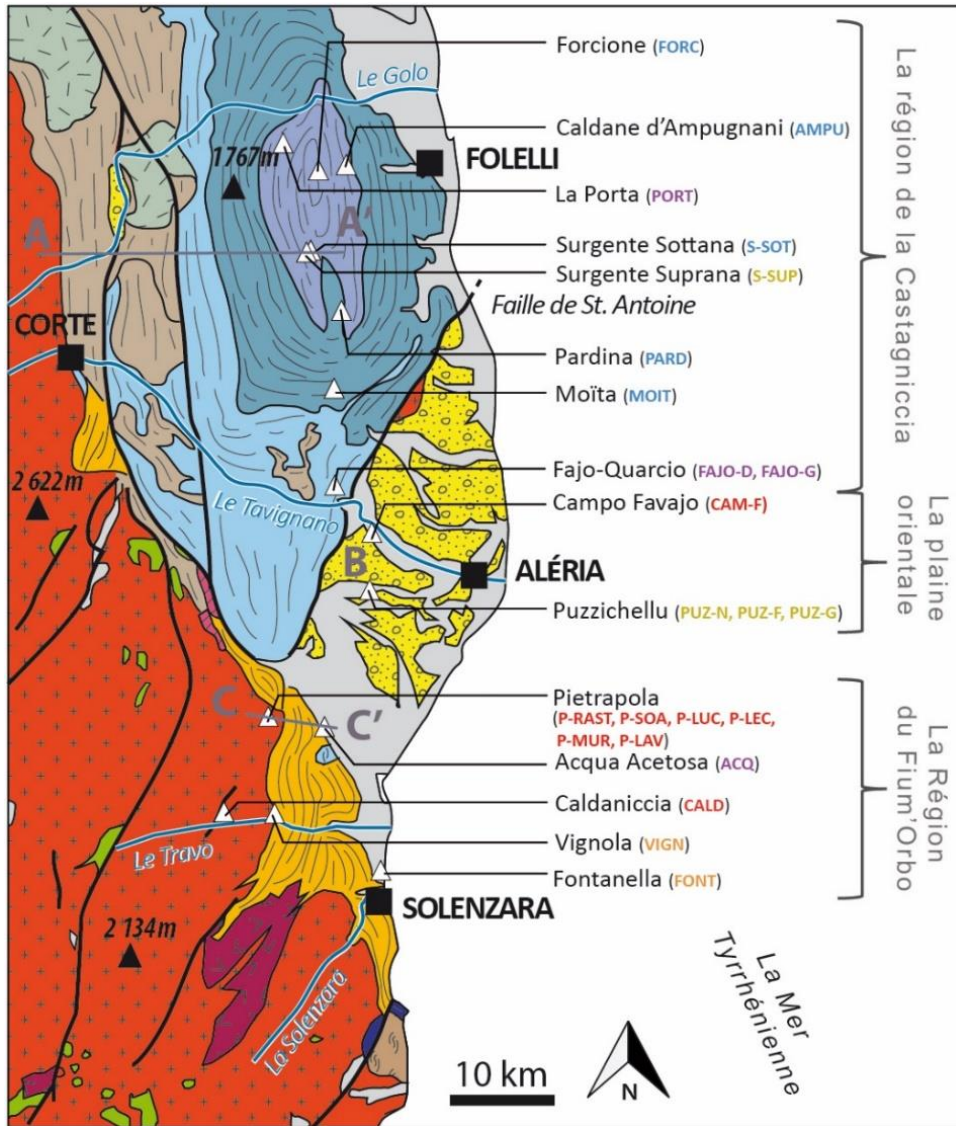 Forcione (FORC)
Le Golo
Caldane d'Ampugnani (AMPU)
FOLELLI
1767m
La Porta (PORT)
A
A'
Surgente Sottana (S-SOT)
Surgente Suprana (S-SUP)
Faille de St. Antoine
CORTE
Pardina (PARD)
Moïta (MOIT)
La région de la Castagniccia
Fajo-Quarcio (FAJO-D, FAJO-G)
2 622m
Le Tavignano
Campo Favajo (CAM-F)
B
ALÉRIA
Puzzichellu (PUZ-N, PUZ-F, PUZ-G)
La plaine
orientale
Pietrapola
(P-RAST, P-SOA, P-LUC, P-LEC,
P-MUR, P-LAV)
C
C'
Acqua Acetosa (ACQ)
Caldaniccia (CALD)
Le Travo
Vignola (VIGN)
Fontanella (FONT)
La Région
du Fium'Orbo
SOLENZARA
2 134m
La Solenzara
La Mer
Tyrrhénienne
10 km
N